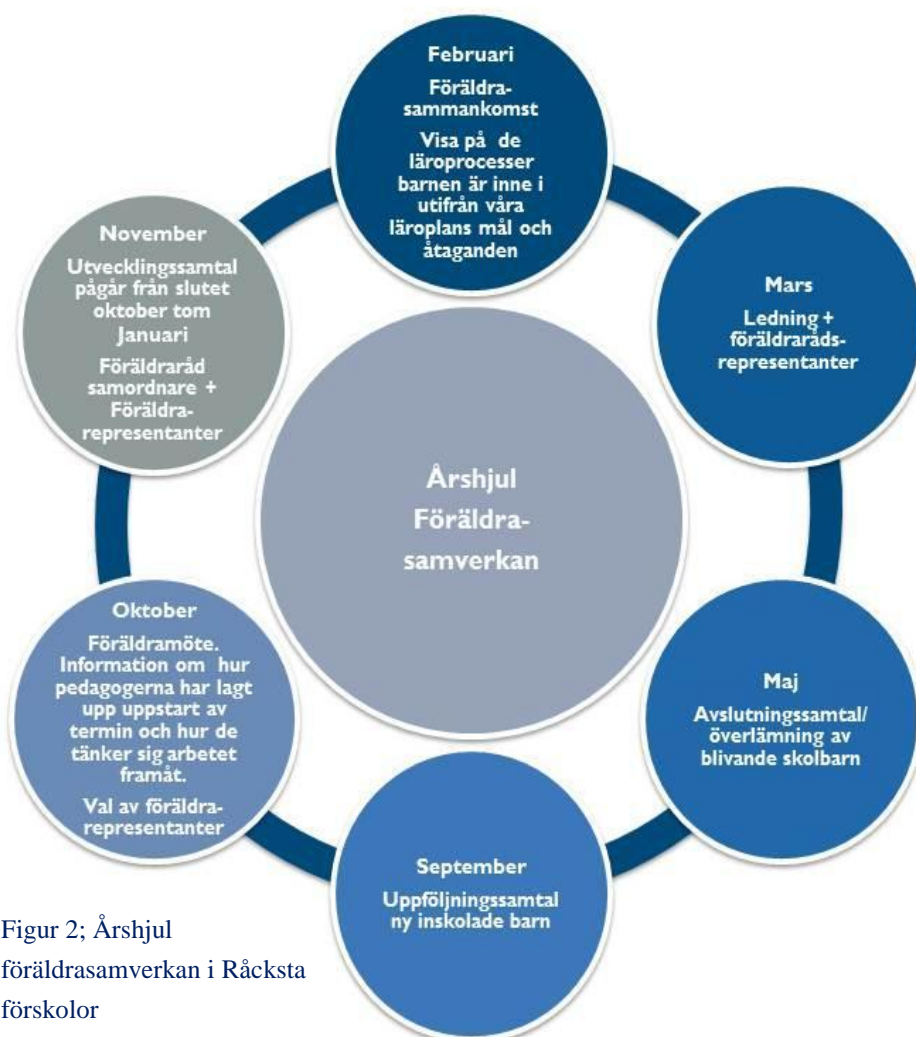 Februari
Föräldra-
sammankomst
Visa på de
läroprocesser
barnen är inne i
utifrån våra
läroplans mål och
åtaganden
Mars
Ledning +
föräldraråds-
representanter
Maj
Avslutningssamtal/
överlämning av
blivande skolbarn
September
Uppföljningssamtal
ny inskolade barn
Oktober
Föräldramöte.
Information om hur
pedagogerna har lagt
upp uppstart av
termin och hur de
tänker sig arbetet
framåt.
Val av föräldra-
representanter
November
Utvecklingssamtal
pågår från slutet
oktober tom
Januari
Föräldraråd
samordnare +
Föräldra-
representanter
Årshjul
Föräldra-
samverkan
Figur 2; Årshjul
föräldrasamverkan i Råcksta
förskolor